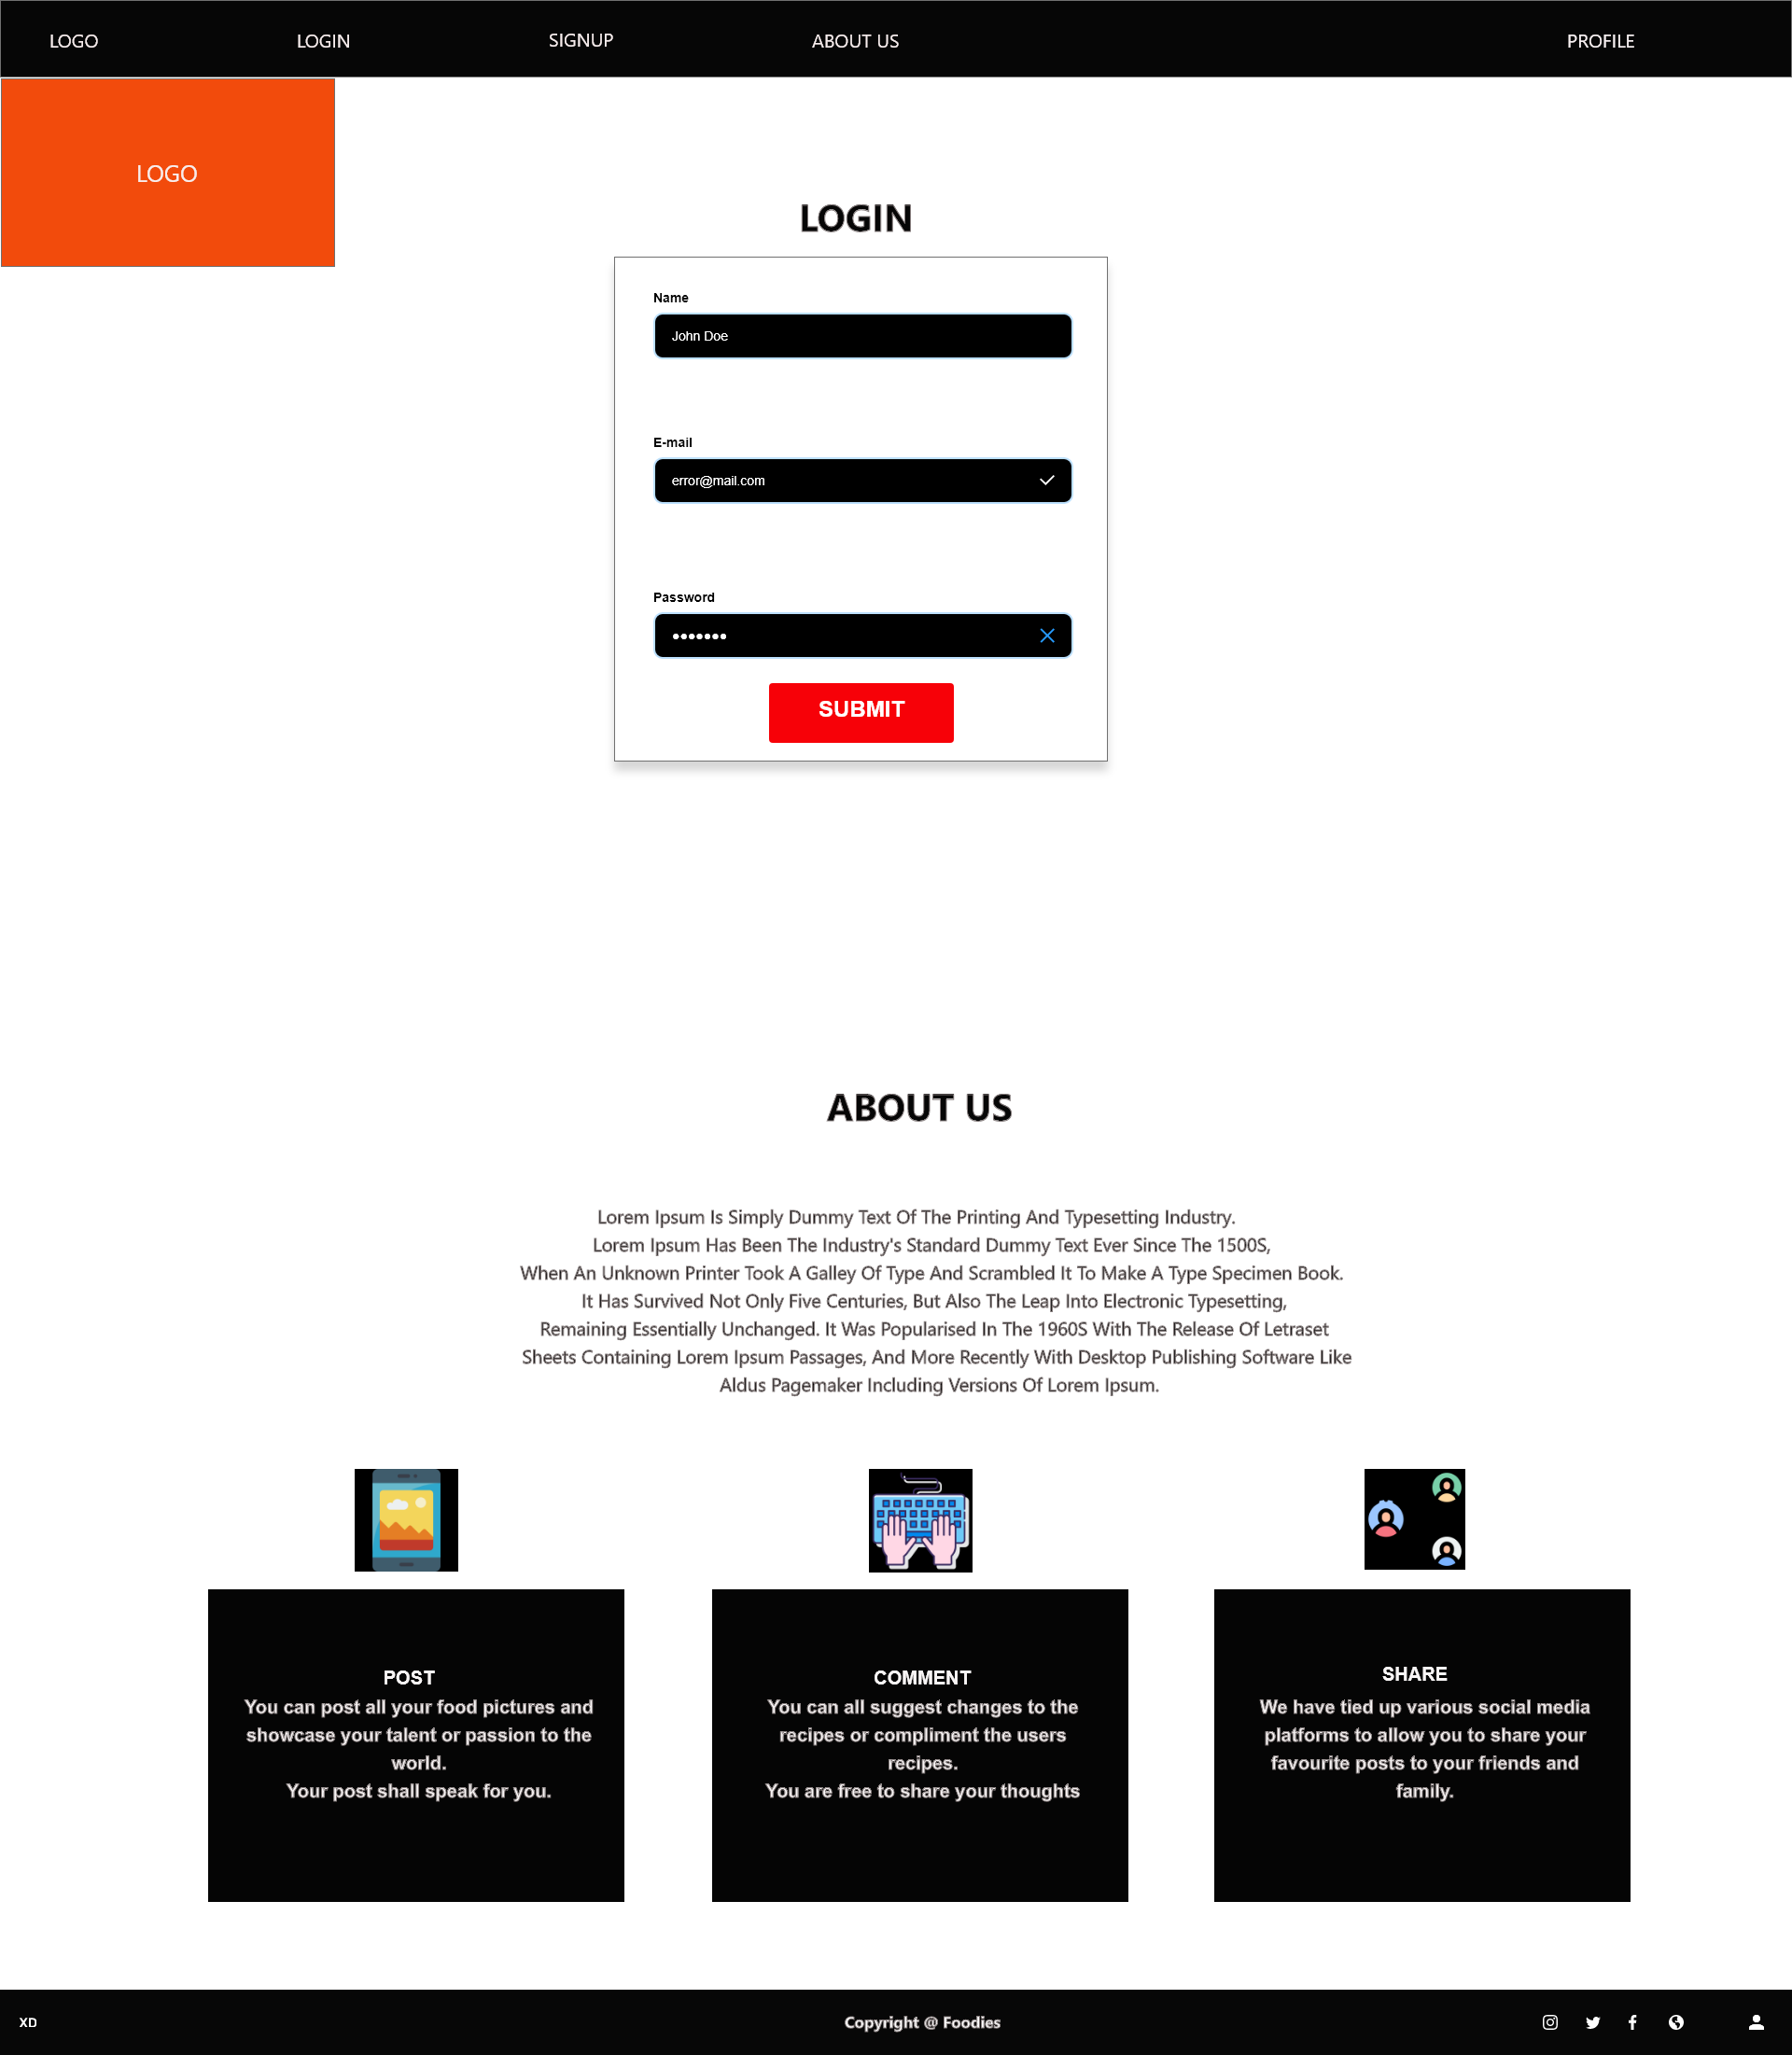 LOGO LOGIN SIGNUP ABOUT US PROFILE
LOGO
LOGIN
Name
John Doe
E-mail
error@mail.com
Password
•••••••
SUBMIT
ABOUT US
Lorem Ipsum Is Simply Dummy Text Of The Printing And Typesetting Industry.
Lorem Ipsum Has Been The Industry's Standard Dummy Text Ever Since The 1500S,
When An Unknown Printer Took A Galley Of Type And Scrambled It To Make A Type Specimen Book.
It Has Survived Not Only Five Centuries, But Also The Leap Into Electronic Typesetting,
Remaining Essentially Unchanged. It Was Popularised In The 1960S With The Release Of Letraset
Sheets Containing Lorem Ipsum Passages, And More Recently With Desktop Publishing Software Like
Aldus Pagemaker Including Versions Of Lorem Ipsum.
POST
You can post all your food pictures and
showcase your talent or passion to the
world.
Your post shall speak for you.
COMMENT
You can all suggest changes to the
recipes or compliment the users
recipes.
You are free to share your thoughts
SHARE
We have tied up various social media
platforms to allow you to share your
favourite posts to your friends and
family.
XD Copyright @ Foodies